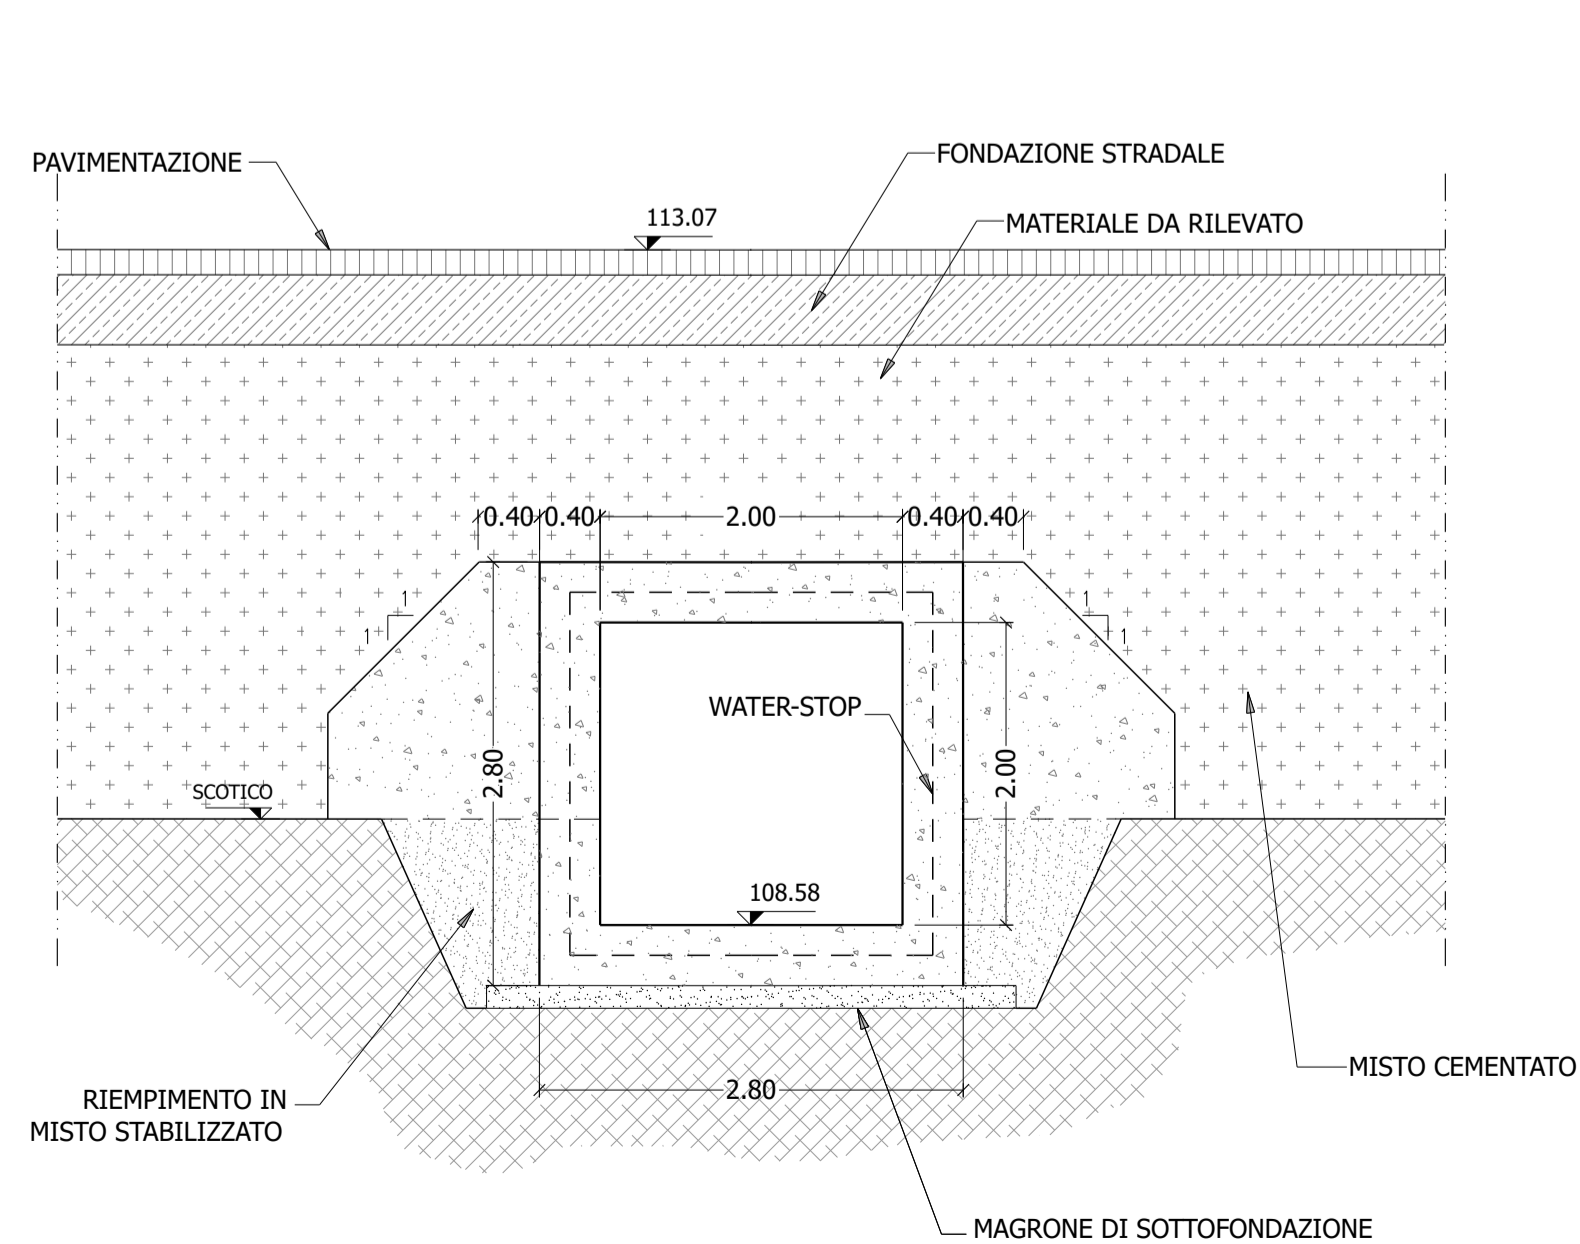 FONDAZIONE STRADALE
PAVIMENTAZIONE
113.07
MATERIALE DA RILEVATO
0.40 0.40 2.00 0.40 0.40
1 1
1 1
WATER-STOP
2.80 2.00
SCOTICO
108.58
MISTO CEMENTATO
2.80
RIEMPIMENTO IN
MISTO STABILIZZATO
MAGRONE DI SOTTOFONDAZIONE